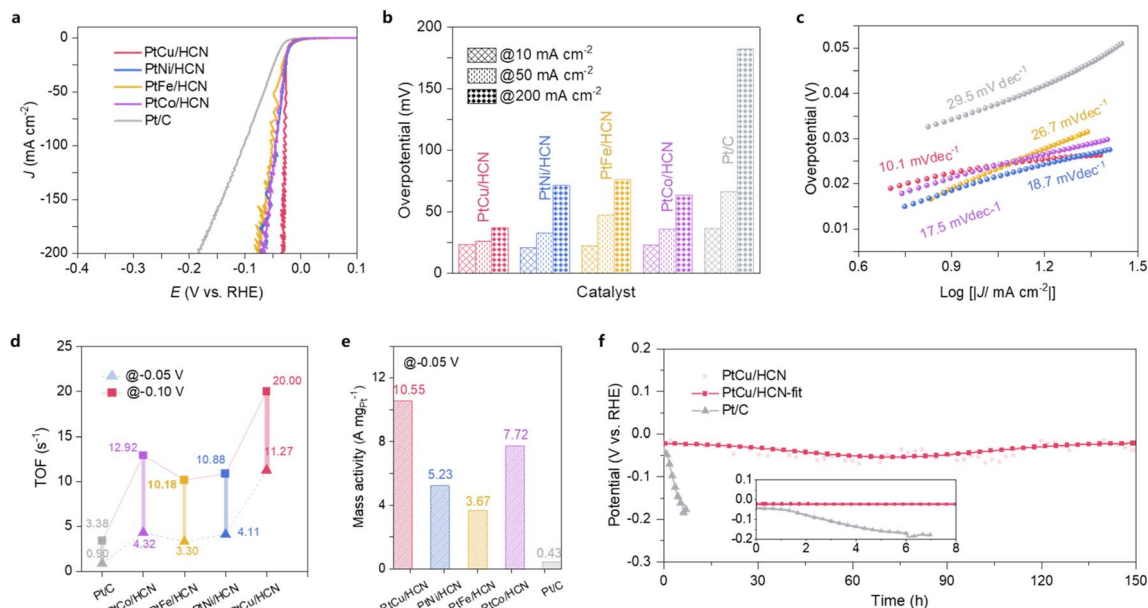 a
0
-50
-100
-150
-200
J (mA cm⁻²)
PtCu/HCN
PtNi/HCN
PtFe/HCN
PtCo/HCN
Pt/C
-0.4
-0.3
-0.2
-0.1
0.0
0.1
E (V vs. RHE)
b
200
150
100
50
0
Overpotential (mV)
@10 mA cm⁻²
@50 mA cm⁻²
@200 mA cm⁻²
PtCu/HCN
PtNi/HCN
PtFe/HCN
PtCo/HCN
Pt/C
Catalyst
c
0.05
0.04
0.03
0.02
0.01
Overpotential (V)
29.5 mV dec⁻¹
26.7 mVdec⁻¹
10.1 mVdec⁻¹
18.7 mVdec⁻¹
17.5 mVdec-1
0.6
0.9
1.2
1.5
Log [|J/ mA cm⁻²|]
d
25
20
15
10
5
0
TOF (s⁻¹)
@-0.05 V
@-0.10 V
3.38
0.90
12.92
4.32
10.18
3.30
10.88
4.11
20.00
11.27
Pt/C
PtCo/HCN
PtFe/HCN
PtNi/HCN
PtCu/HCN
e
12
8
4
0
Mass activity (A mgPt⁻¹)
@-0.05 V
10.55
5.23
3.67
7.72
0.43
PtCu/HCN
PtNi/HCN
PtFe/HCN
PtCo/HCN
Pt/C
f
0.2
0.1
0.0
-0.1
-0.2
-0.3
Potential (V vs. RHE)
PtCu/HCN
PtCu/HCN-fit
Pt/C
0.1
0.0
-0.1
-0.2
0
2
4
6
8
0
30
60
90
120
150
Time (h)